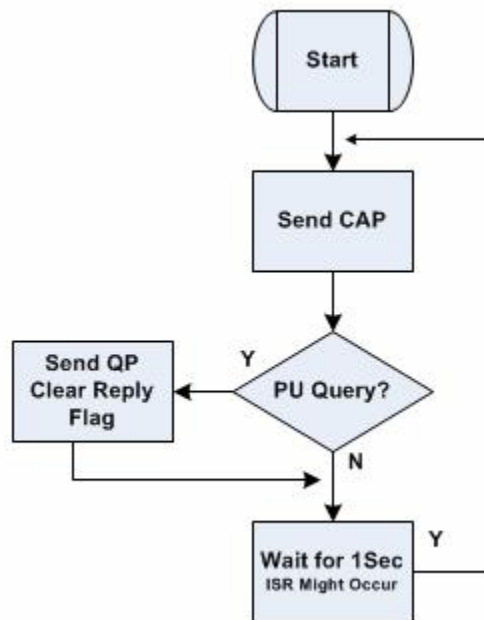 Start
Send CAP
PU Query?
Y
Send QP
Clear Reply
Flag
N
Wait for 1Sec
ISR Might Occur
Y